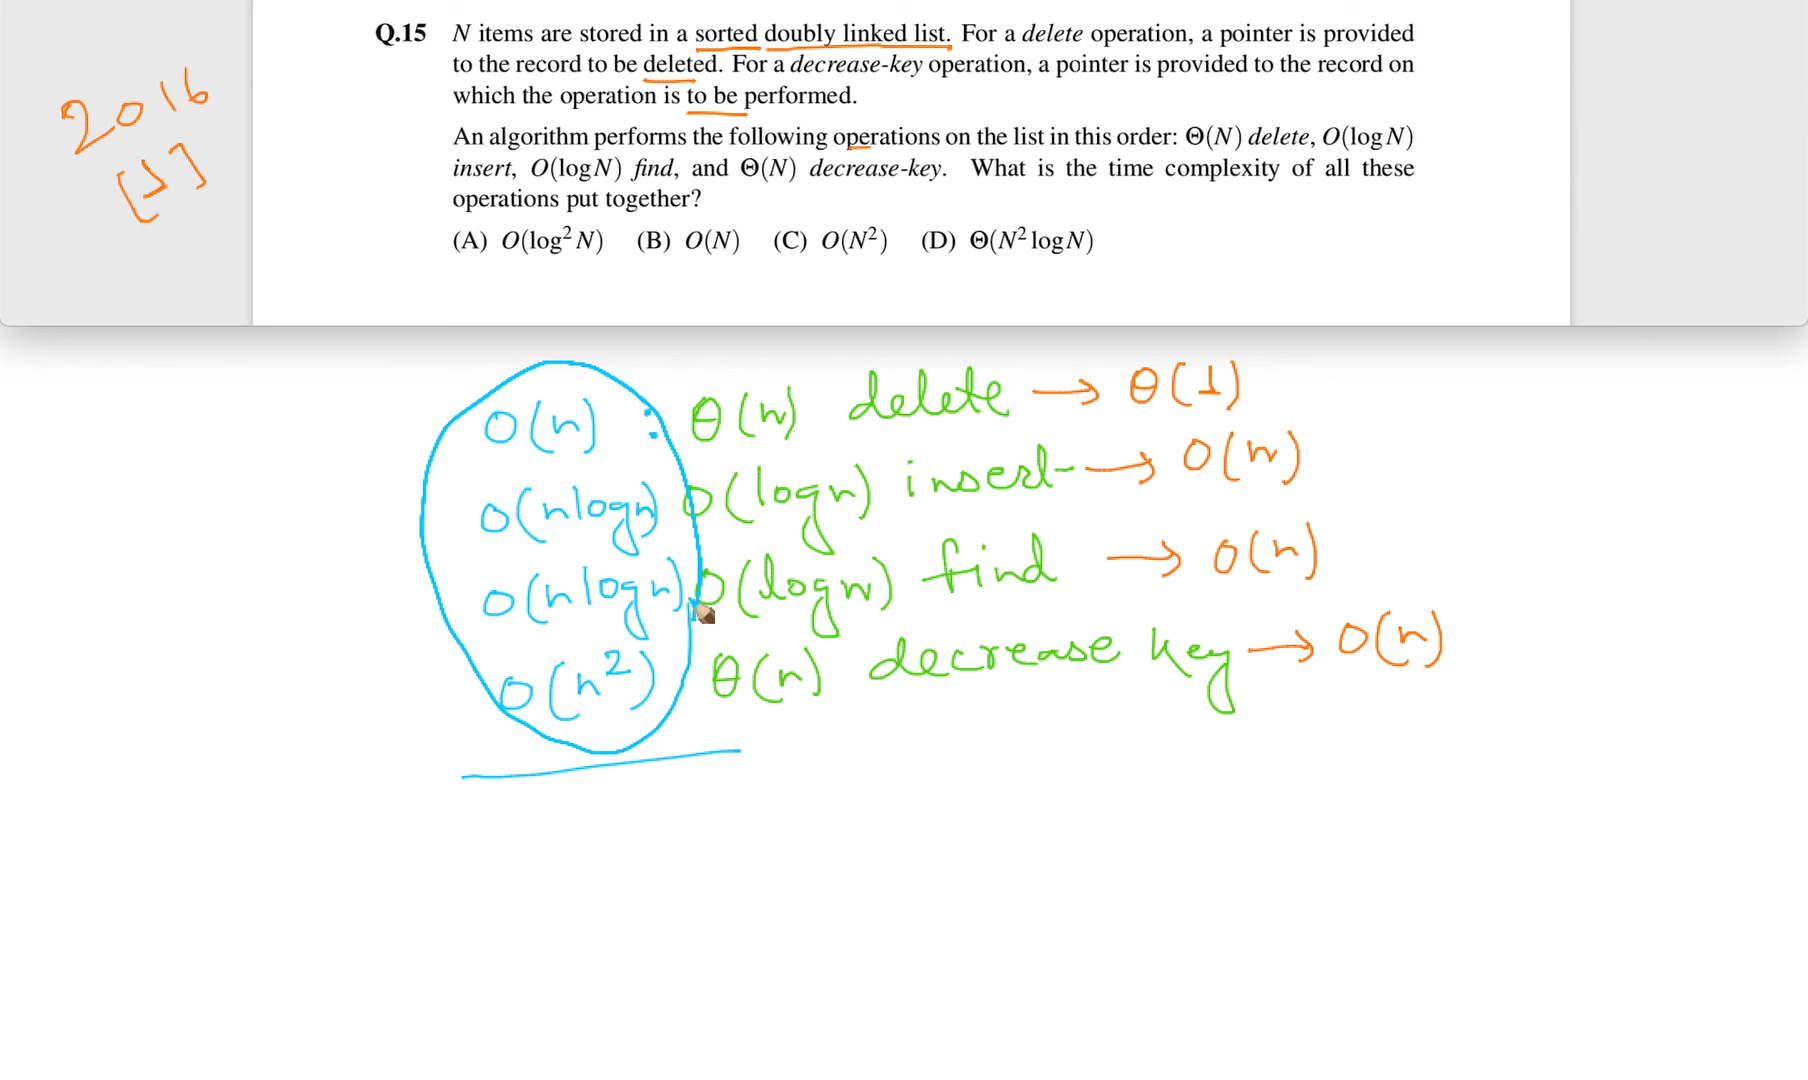 Q.15 N items are stored in a sorted doubly linked list. For a delete operation, a pointer is provided
to the record to be deleted. For a decrease-key operation, a pointer is provided to the record on
which the operation is to be performed.
An algorithm performs the following operations on the list in this order: Θ(N) delete, O(logN)
insert, O(logN) find, and Θ(N) decrease-key. What is the time complexity of all these
operations put together?
(A) O(log² N) (B) O(N) (C) O(N²) (D) Θ(N² logN)
2016
[1]
O(n) : θ(n) delete → θ(1)
O(nlogn) O(logn) insert → O(n)
O(nlogn) O(logn) find → O(n)
O(n²) θ(n) decrease key → O(n)